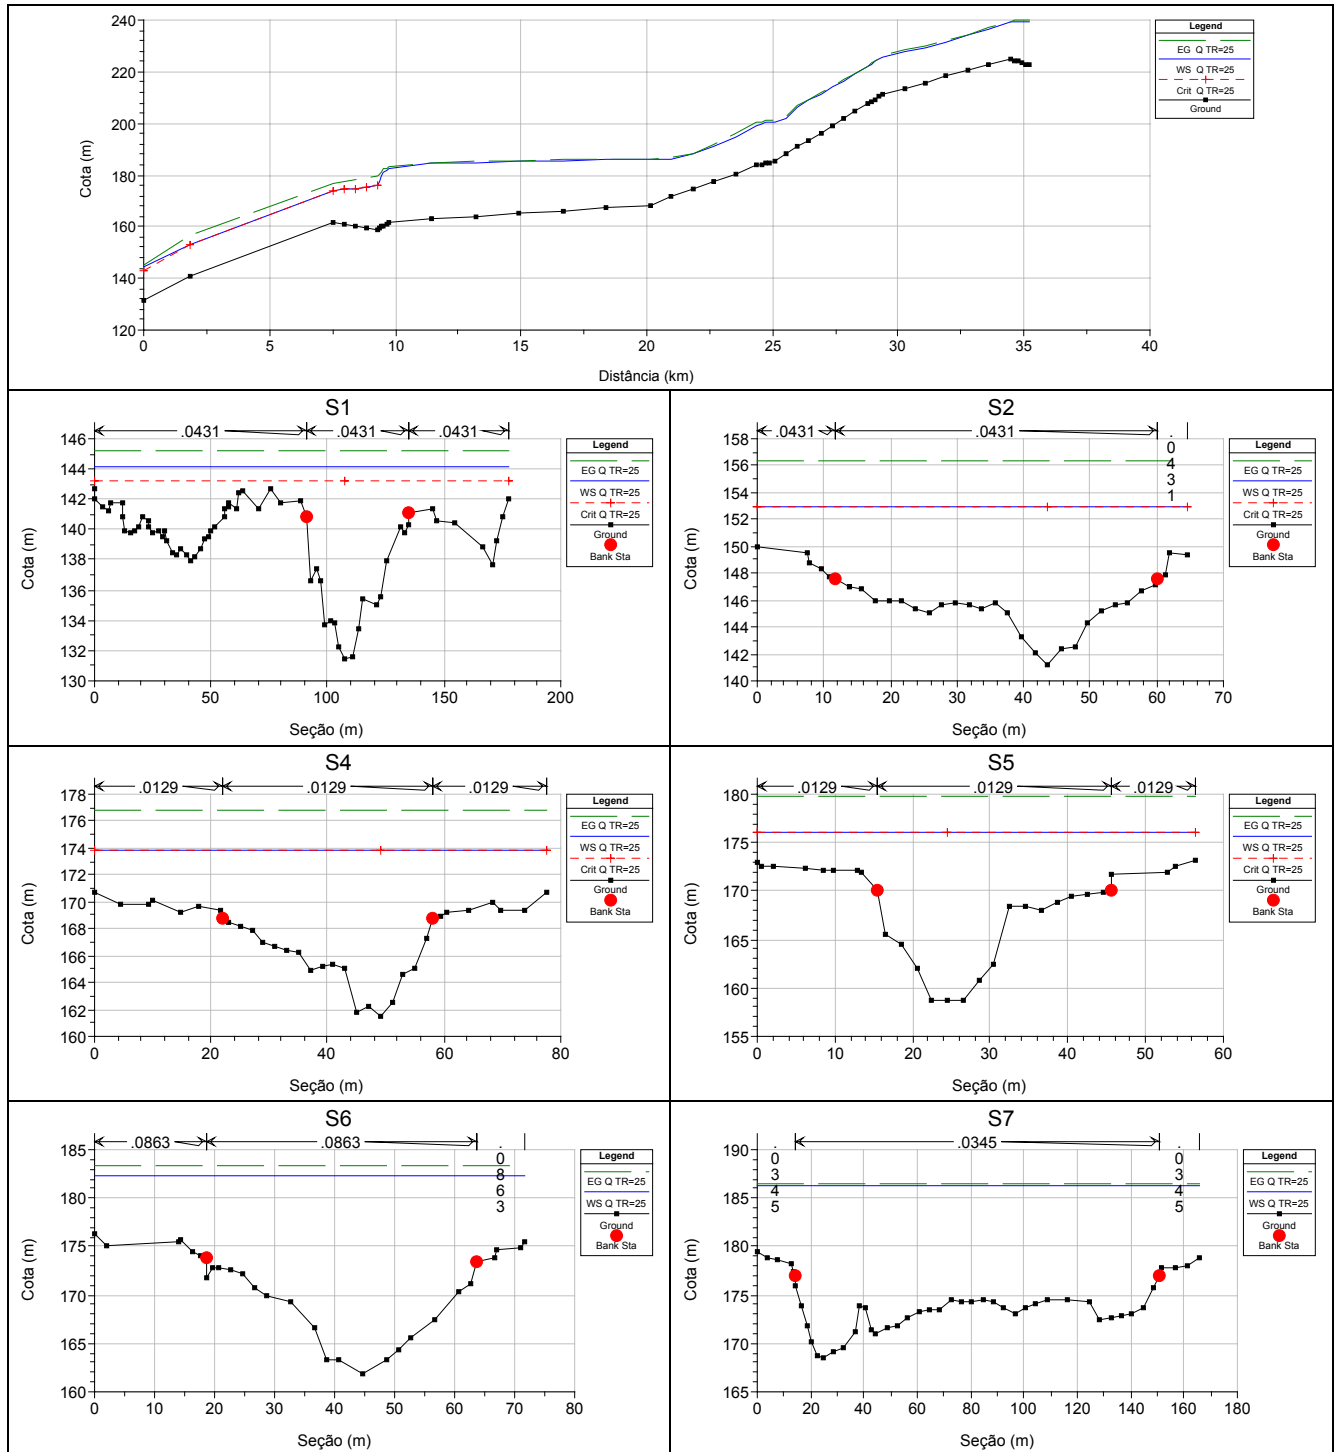 240
220
200
180
160
140
120
Cota (m)
0 5 10 15 20 25 30 35 40
Distância (km)
Legend
EG Q TR=25
WS Q TR=25
Crit Q TR=25
Ground
S1
.0431 .0431 .0431
146
144
142
140
138
136
134
132
130
Cota (m)
0 50 100 150 200
Seção (m)
Legend
EG Q TR=25
WS Q TR=25
Crit Q TR=25
Ground
Bank Sta
S2
.0431 .0431 .0431
158
156
154
152
150
148
146
144
142
140
Cota (m)
0 10 20 30 40 50 60 70
Seção (m)
Legend
EG Q TR=25
WS Q TR=25
Crit Q TR=25
Ground
Bank Sta
S4
.0129 .0129 .0129
178
176
174
172
170
168
166
164
162
160
Cota (m)
0 20 40 60 80
Seção (m)
Legend
EG Q TR=25
WS Q TR=25
Crit Q TR=25
Ground
Bank Sta
S5
.0129 .0129 .0129
180
175
170
165
160
155
Cota (m)
0 10 20 30 40 50 60
Seção (m)
Legend
EG Q TR=25
WS Q TR=25
Crit Q TR=25
Ground
Bank Sta
S6
.0863 .0863 .0863
185
180
175
170
165
160
Cota (m)
0 10 20 30 40 50 60 70 80
Seção (m)
Legend
EG Q TR=25
WS Q TR=25
Ground
Bank Sta
S7
.0345 .0345 .0345
190
185
180
175
170
165
Cota (m)
0 20 40 60 80 100 120 140 160 180
Seção (m)
Legend
EG Q TR=25
WS Q TR=25
Ground
Bank Sta